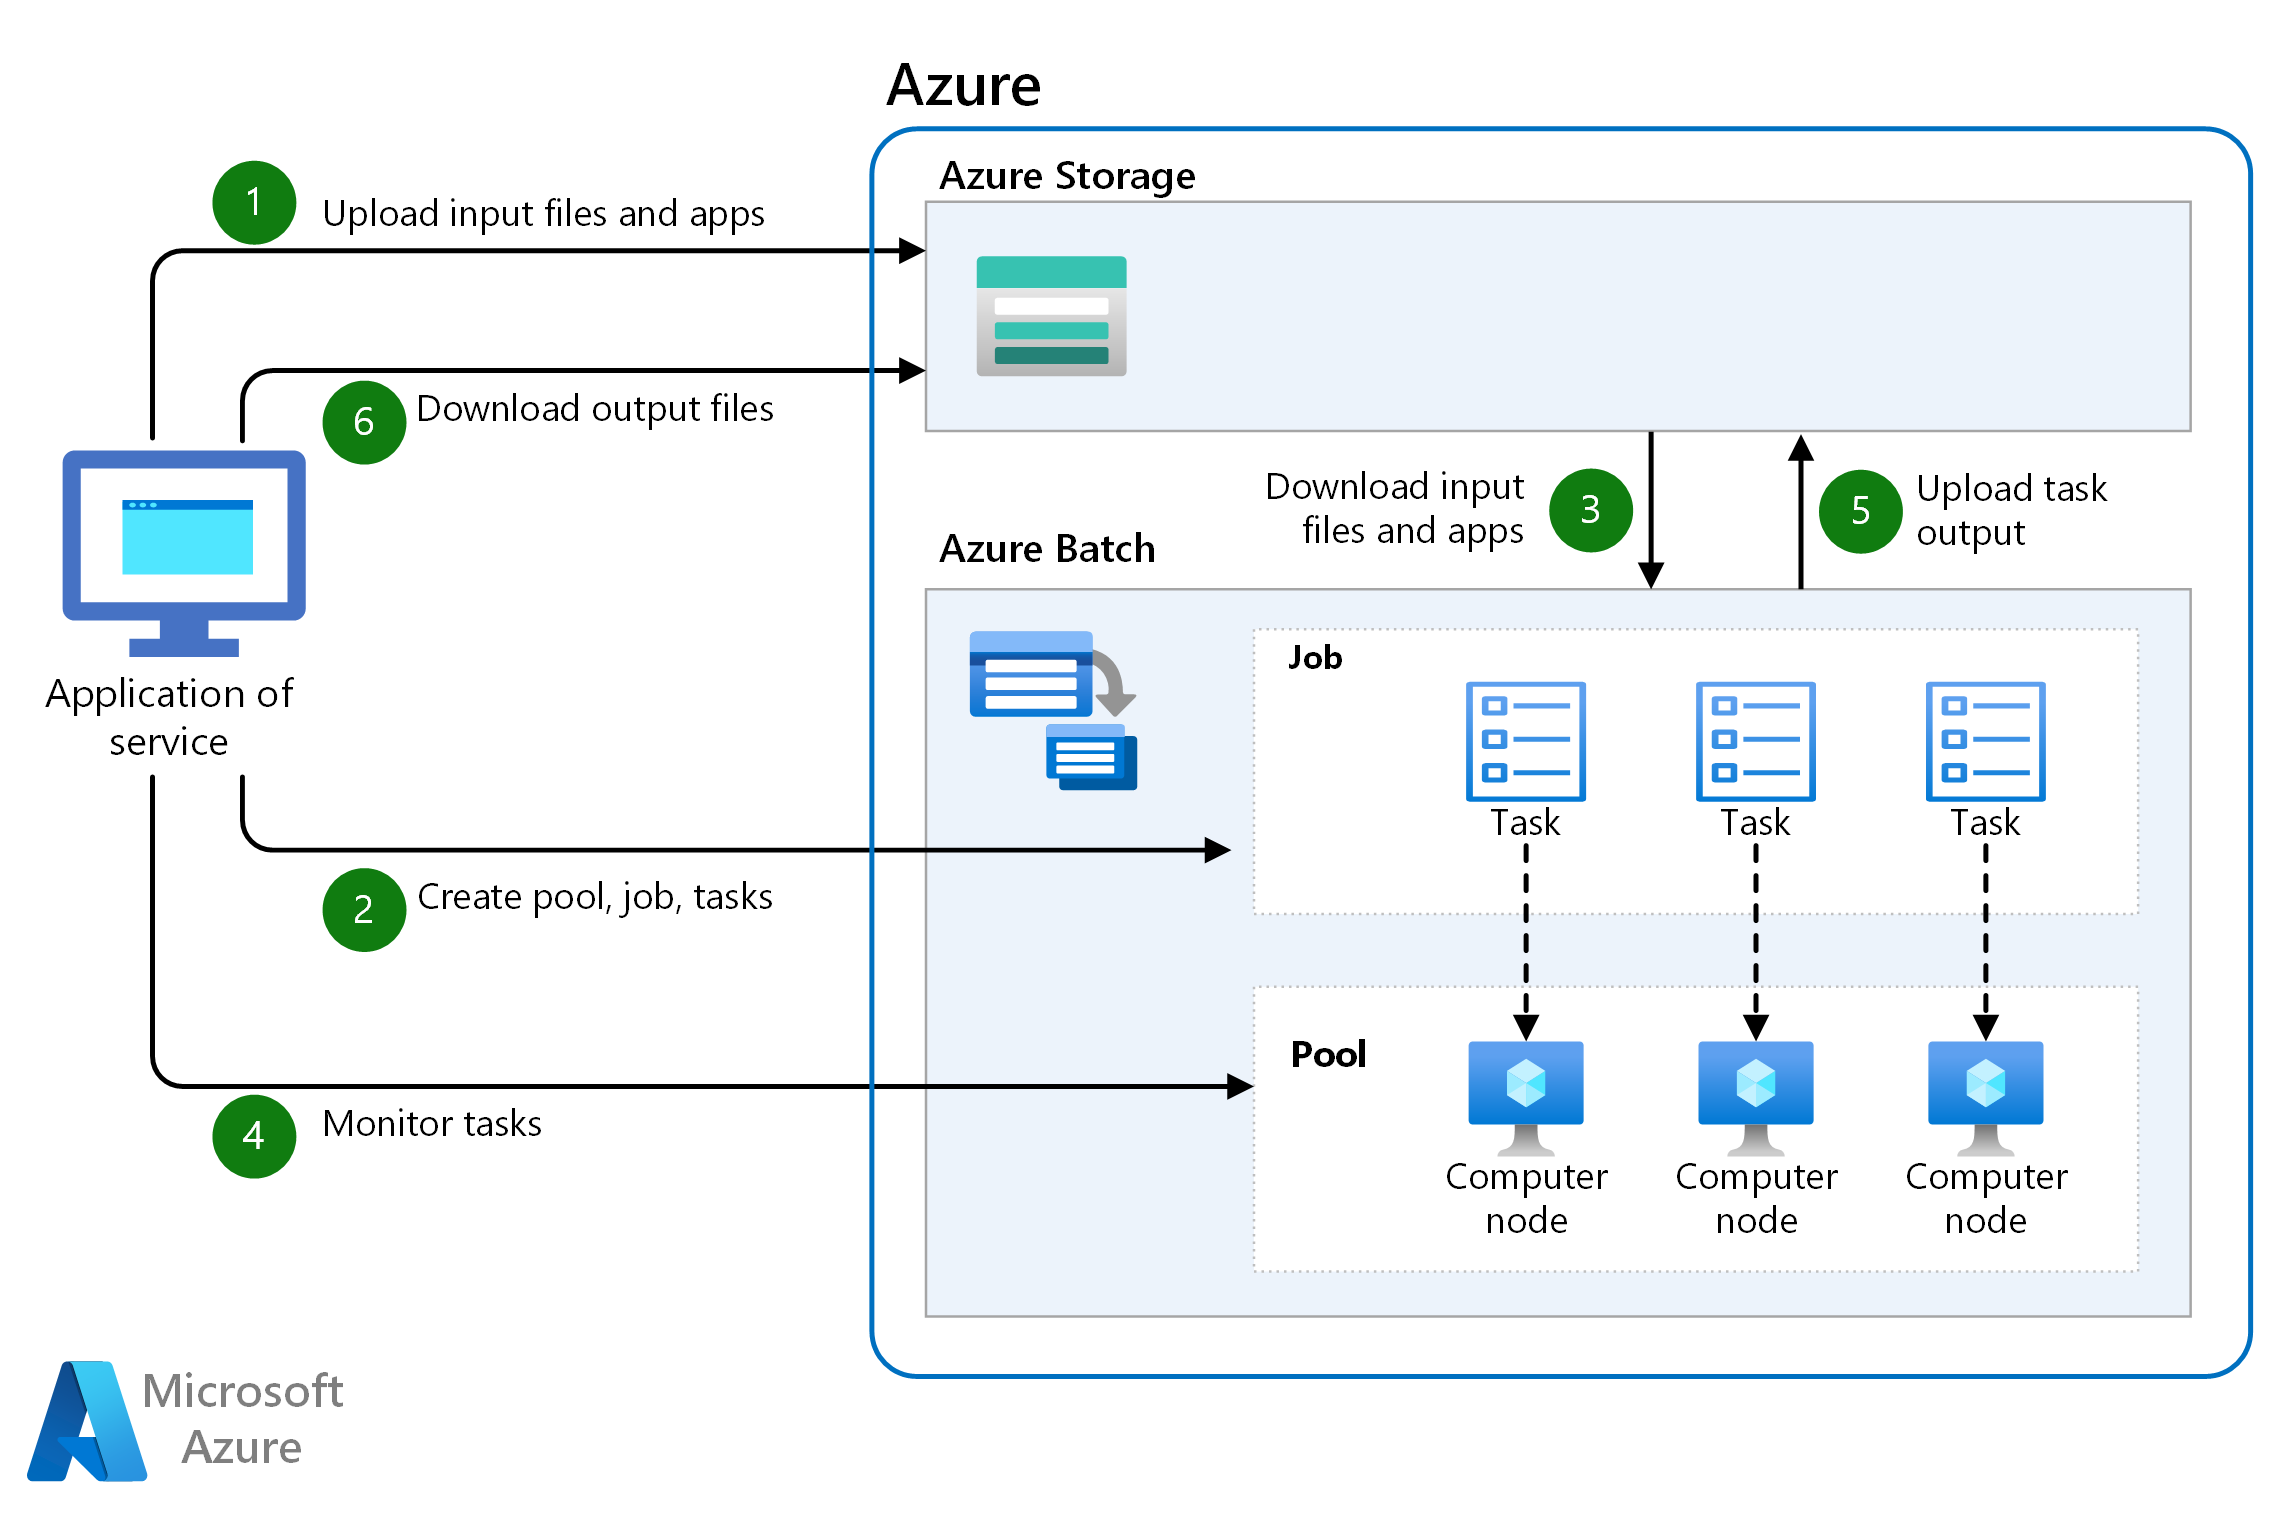 Azure
Azure Storage
1
Upload input files and apps
6
Download output files
Download input
files and apps
3
5
Upload task
output
Azure Batch
Application of
service
Job
Task
Task
Task
2
Create pool, job, tasks
Pool
4
Monitor tasks
Computer
node
Computer
node
Computer
node
Microsoft
Azure